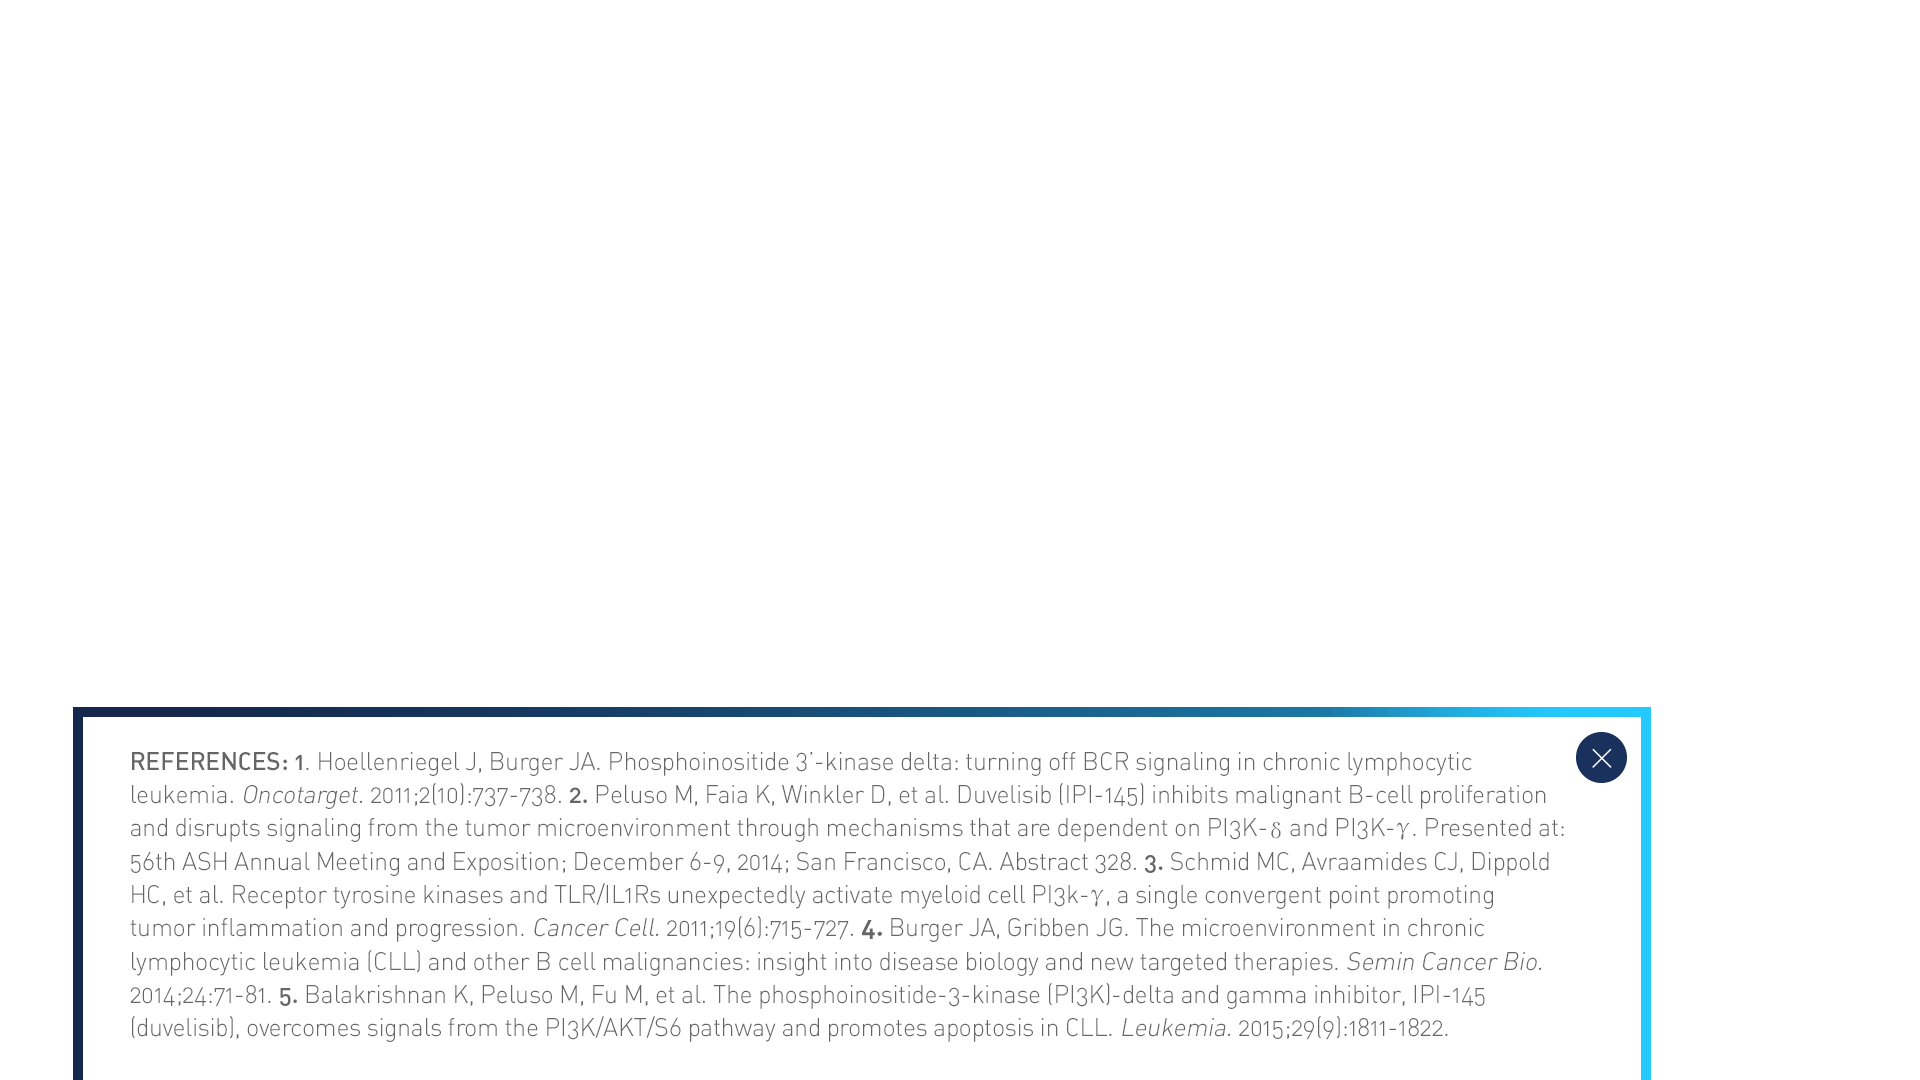 REFERENCES: 1. Hoellenriegel J, Burger JA. Phosphoinositide 3’-kinase delta: turning off BCR signaling in chronic lymphocytic
leukemia. Oncotarget. 2011;2(10):737-738. 2. Peluso M, Faia K, Winkler D, et al. Duvelisib (IPI-145) inhibits malignant B-cell proliferation
and disrupts signaling from the tumor microenvironment through mechanisms that are dependent on PI3K-δ and PI3K-γ. Presented at:
56th ASH Annual Meeting and Exposition; December 6-9, 2014; San Francisco, CA. Abstract 328. 3. Schmid MC, Avraamides CJ, Dippold
HC, et al. Receptor tyrosine kinases and TLR/IL1Rs unexpectedly activate myeloid cell PI3k-γ, a single convergent point promoting
tumor inflammation and progression. Cancer Cell. 2011;19(6):715-727. 4. Burger JA, Gribben JG. The microenvironment in chronic
lymphocytic leukemia (CLL) and other B cell malignancies: insight into disease biology and new targeted therapies. Semin Cancer Bio.
2014;24:71-81. 5. Balakrishnan K, Peluso M, Fu M, et al. The phosphoinositide-3-kinase (PI3K)-delta and gamma inhibitor, IPI-145
(duvelisib), overcomes signals from the PI3K/AKT/S6 pathway and promotes apoptosis in CLL. Leukemia. 2015;29(9):1811-1822.